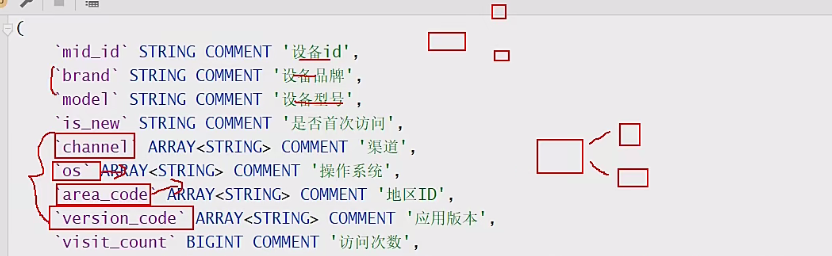 (
`mid_id` STRING COMMENT '设备id',
`brand` STRING COMMENT '设备品牌',
`model` STRING COMMENT '设备型号',
`is_new` STRING COMMENT '是否首次访问',
`channel` ARRAY<STRING> COMMENT '渠道',
`os` ARRAY<STRING> COMMENT '操作系统',
`area_code` ARRAY<STRING> COMMENT '地区ID',
`version_code` ARRAY<STRING> COMMENT '应用版本',
`visit_count` BIGINT COMMENT '访问次数',